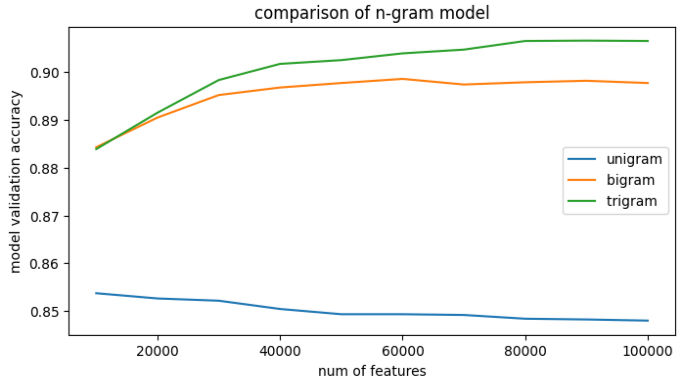 comparison of n-gram model
model validation accuracy
0.90
0.89
0.88
0.87
0.86
0.85
unigram
bigram
trigram
20000 40000 60000 80000 100000
num of features